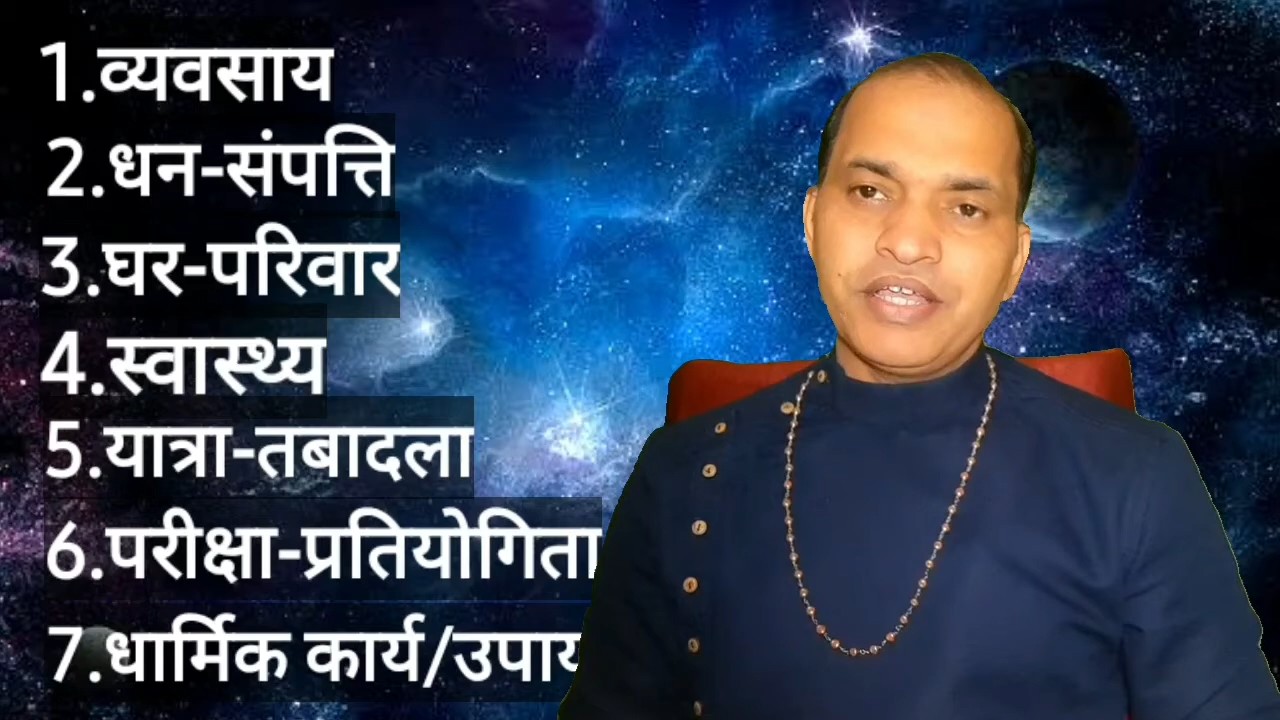 1.व्यवसाय
2.धन-संपत्ति
3.घर-परिवार
4.स्वास्थ्य
5.यात्रा-तबादला
6.परीक्षा-प्रतियोगिता
7.धार्मिक कार्य/उपाय